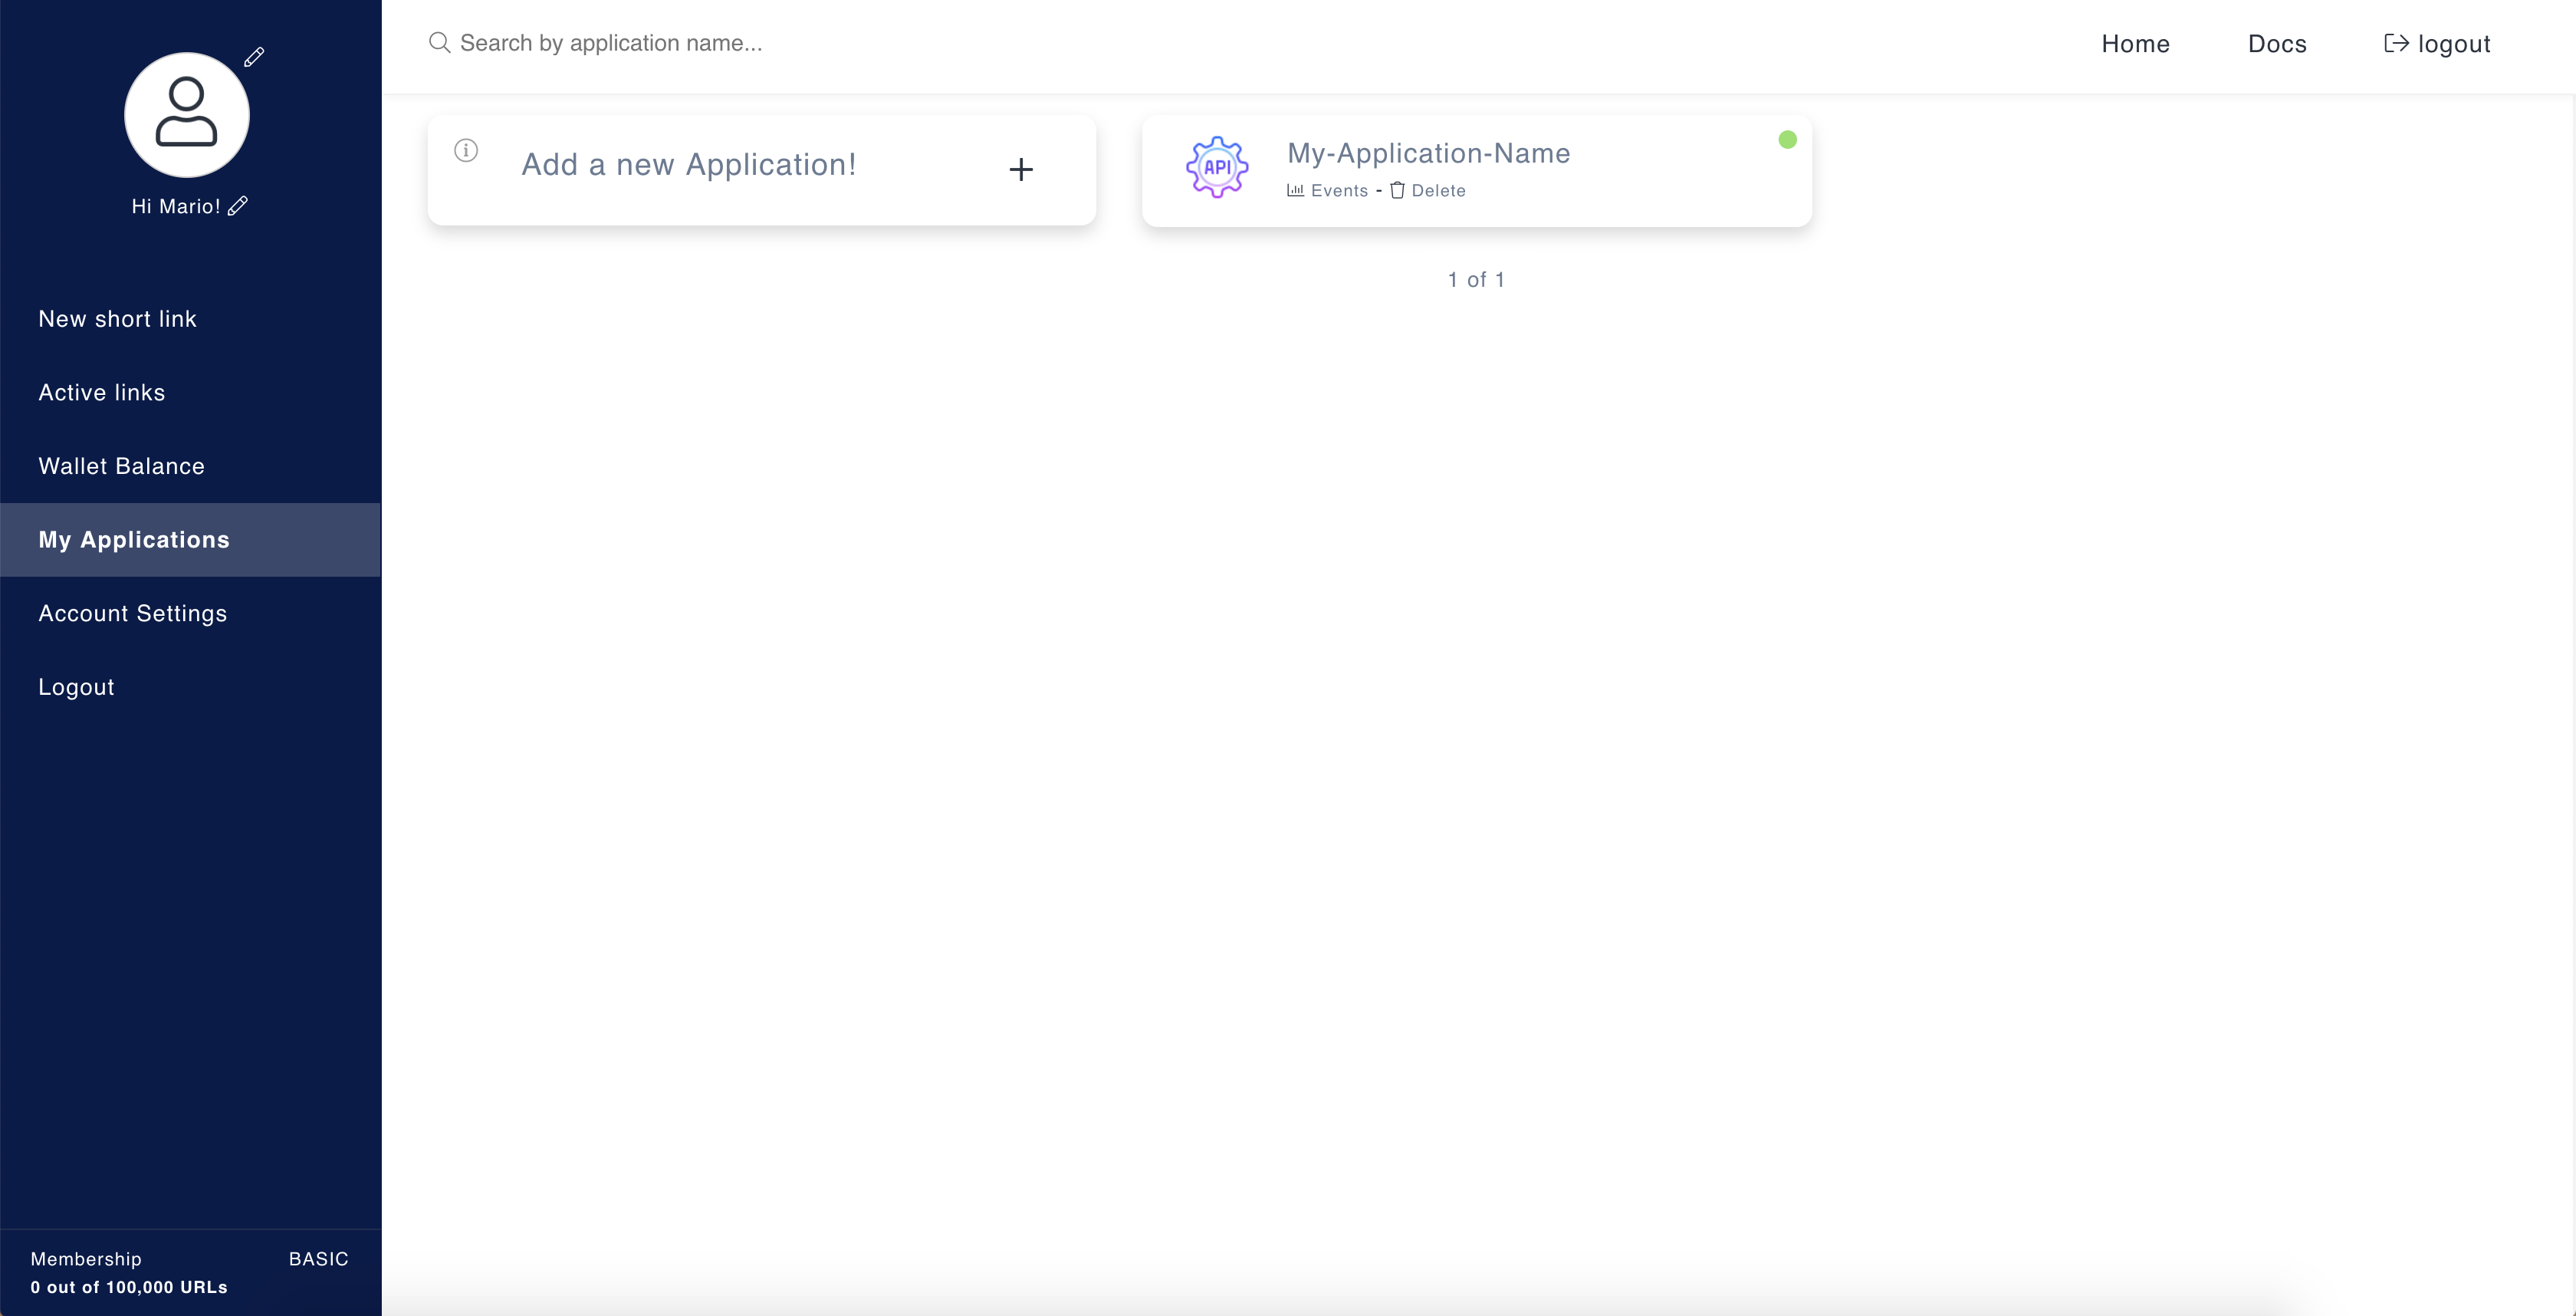 Hi Mario!
New short link
Active links
Wallet Balance
My Applications
Account Settings
Logout
Membership BASIC
0 out of 100,000 URLs
Search by application name...
Home Docs logout
Add a new Application! +
API
My-Application-Name
Events - Delete
1 of 1